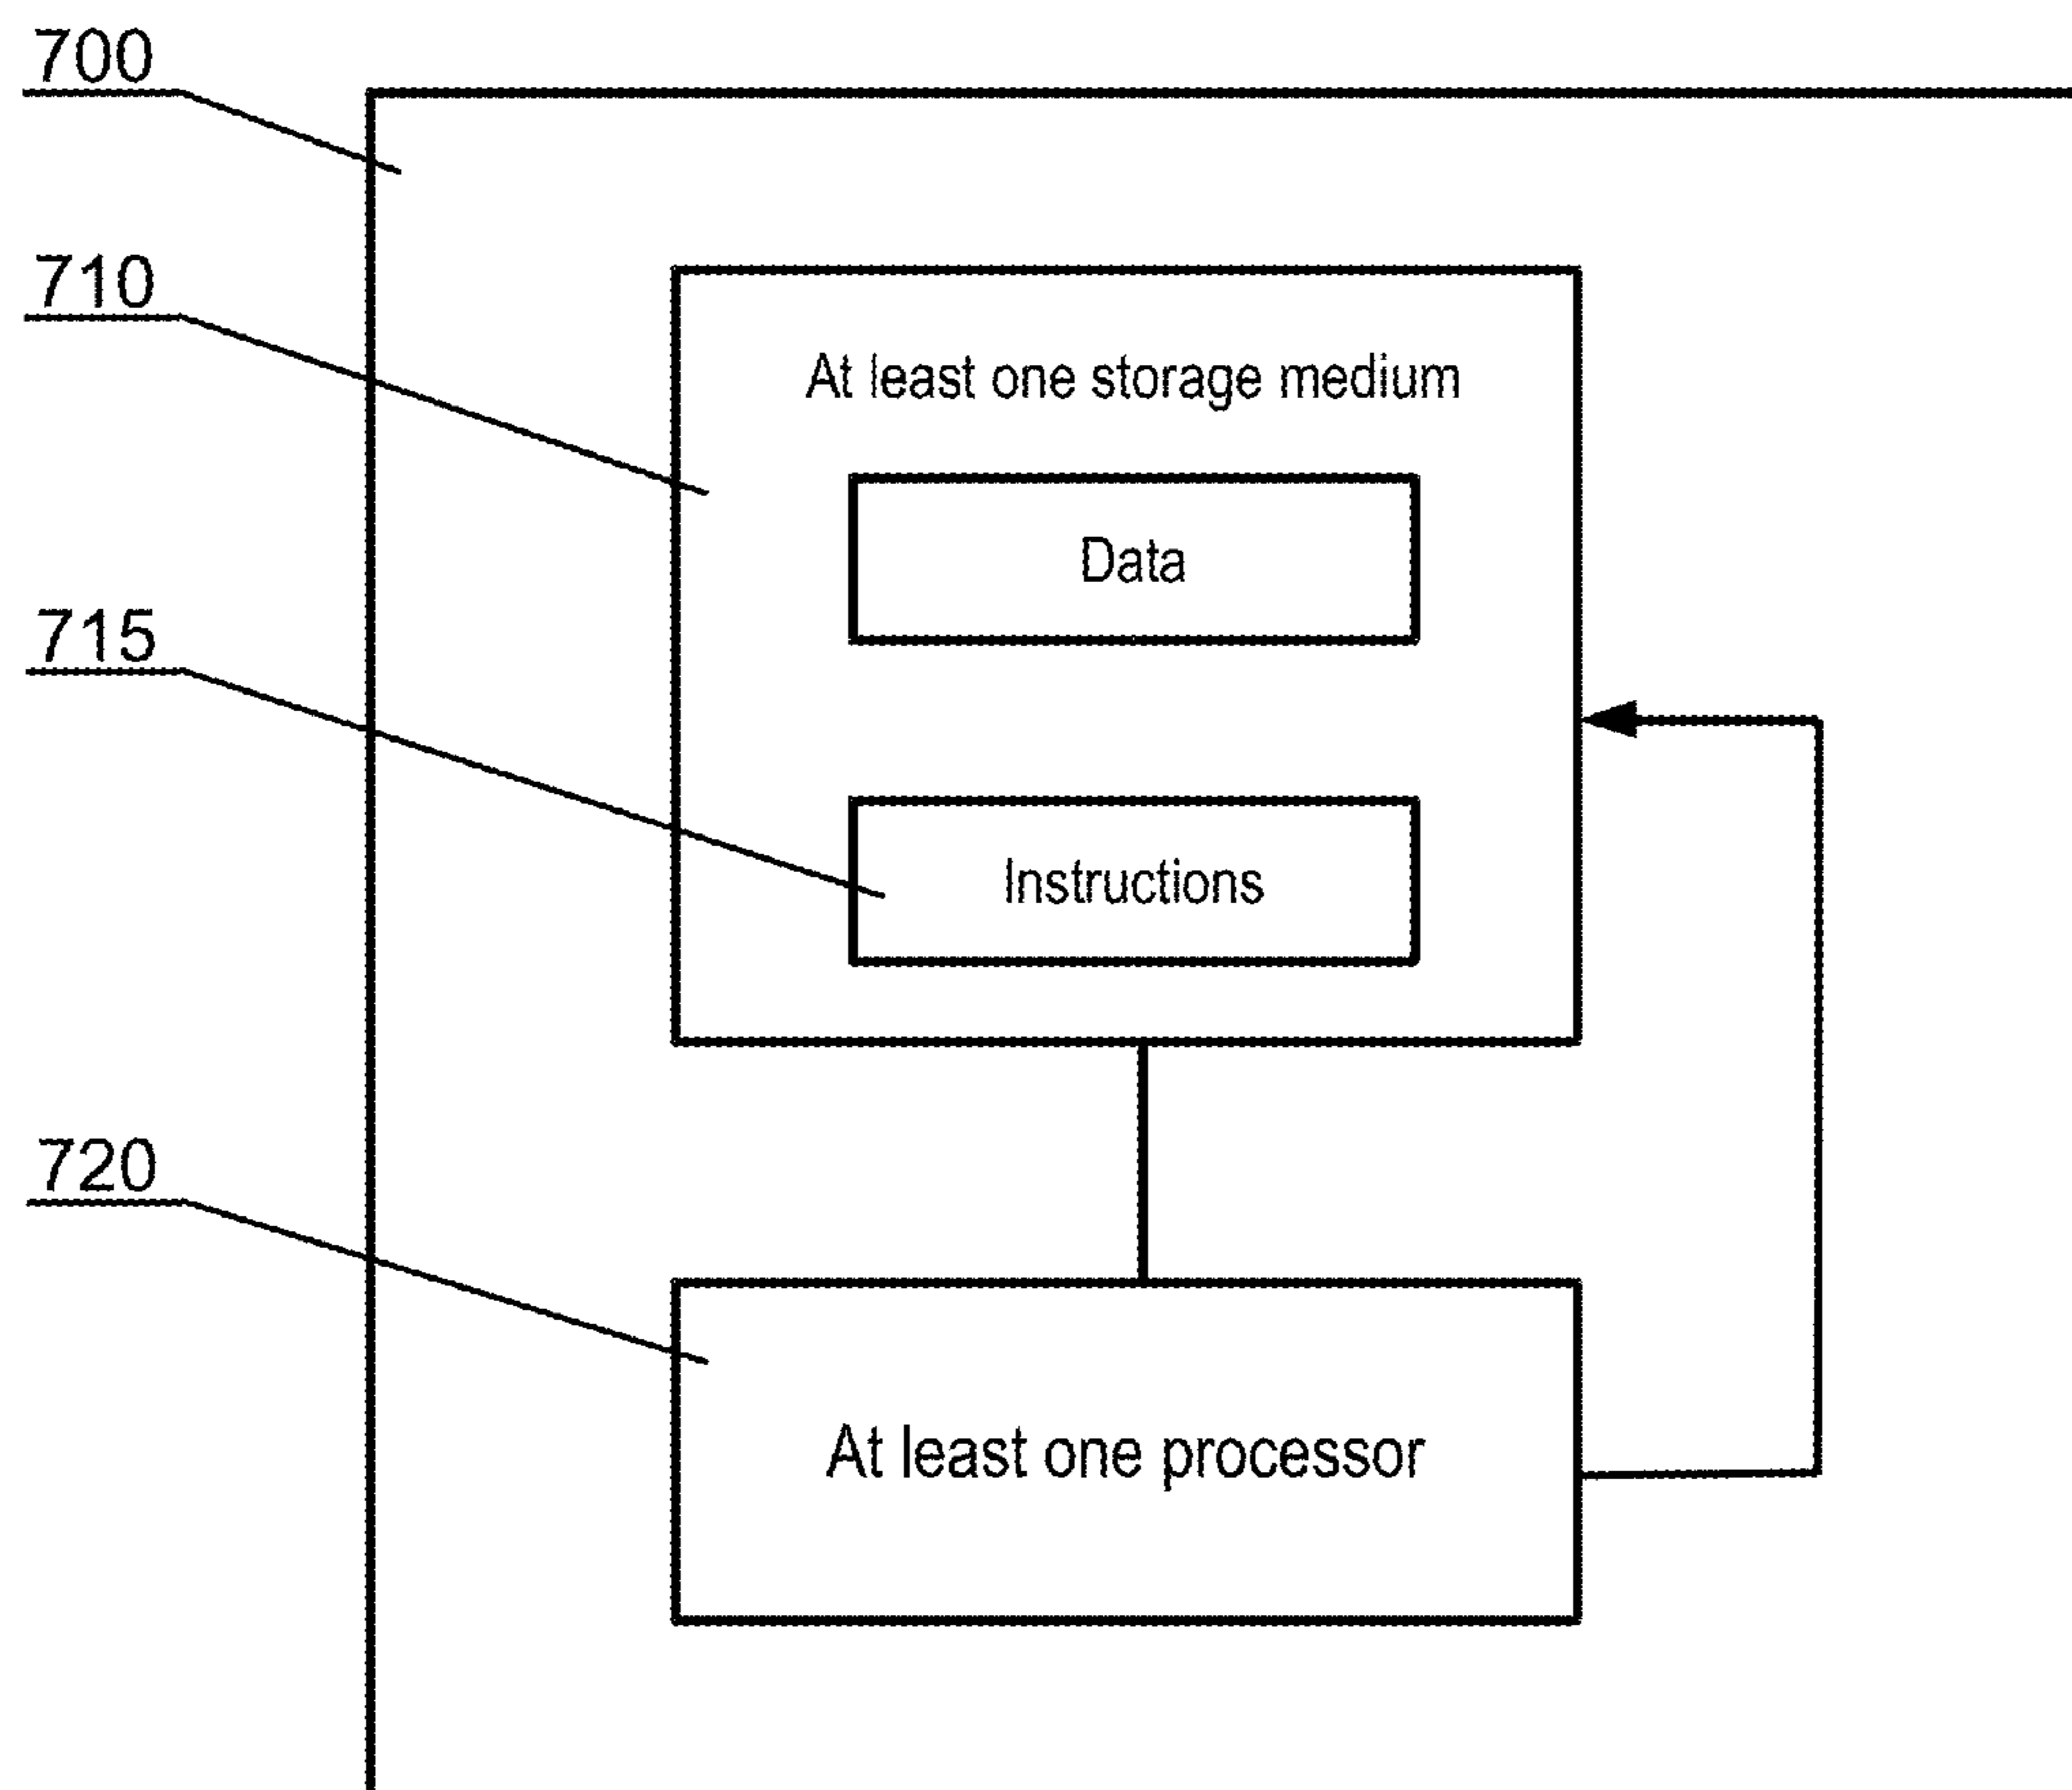 700
710
At least one storage medium
Data
715
Instructions
720
At least one processor